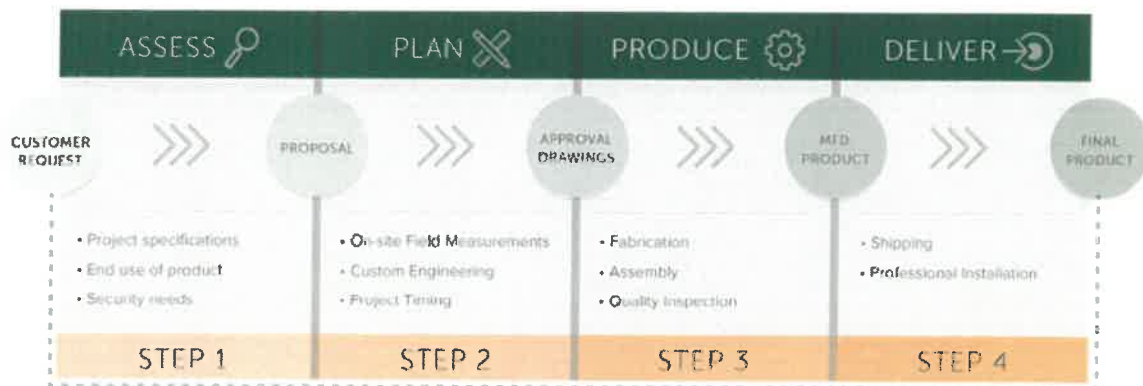 ASSESS
PLAN
PRODUCE
DELIVER
CUSTOMER
REQUEST
PROPOSAL
APPROVAL
DRAWINGS
MFD
PRODUCT
FINAL
PRODUCT
• Project specifications
• End use of product
• Security needs
• On-site Field Measurements
• Custom Engineering
• Project Timing
• Fabrication
• Assembly
• Quality Inspection
• Shipping
• Professional Installation
STEP 1
STEP 2
STEP 3
STEP 4